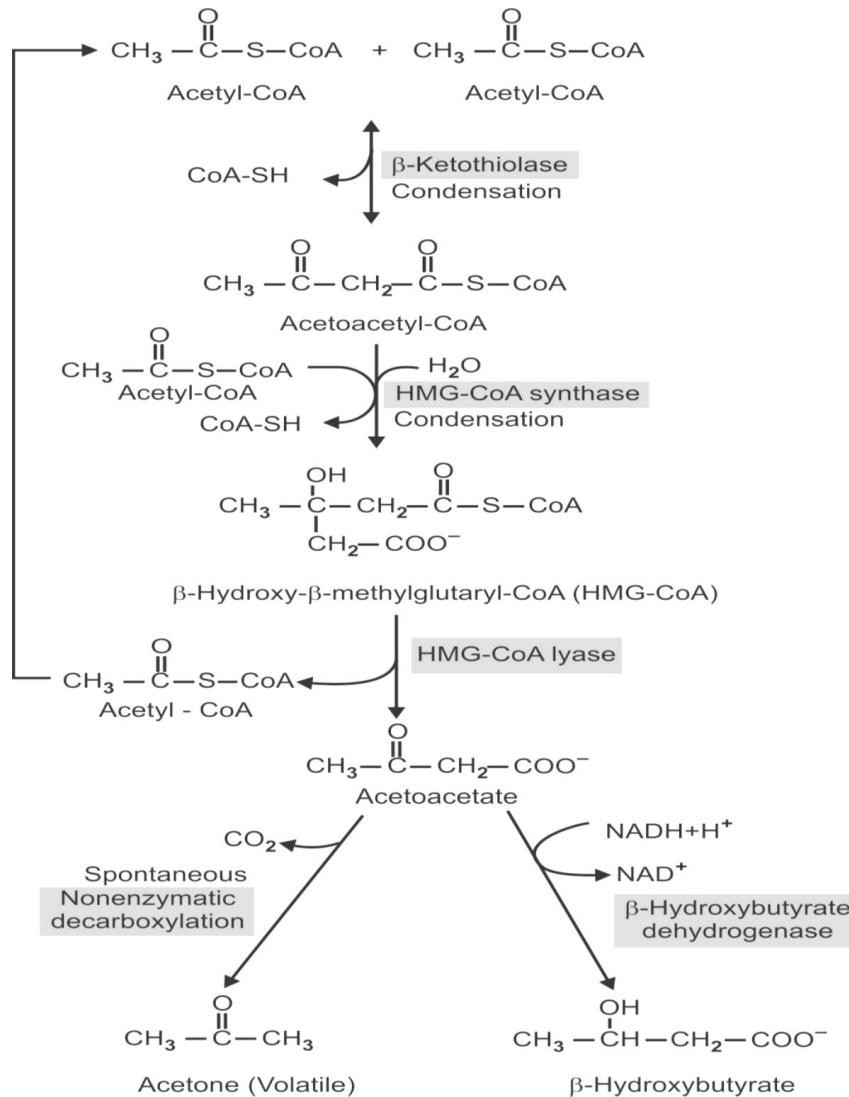 O
O
CH₃ — C — S — CoA + CH₃ — C — S — CoA
Acetyl-CoA
Acetyl-CoA
β-Ketothiolase
CoA-SH
Condensation
O
O
CH₃ — C — CH₂ — C — S — CoA
Acetoacetyl-CoA
O
CH₃ — C — S — CoA
H₂O
Acetyl-CoA
HMG-CoA synthase
CoA-SH
Condensation
OH
O
CH₃ — C — CH₂ — C — S — CoA
CH₂ — COO⁻
β-Hydroxy-β-methylglutaryl-CoA (HMG-CoA)
HMG-CoA lyase
O
CH₃ — C — S — CoA
Acetyl - CoA
O
CH₃ — C — CH₂ — COO⁻
Acetoacetate
CO₂
NADH+H⁺
Spontaneous
NAD⁺
Nonenzymatic
decarboxylation
β-Hydroxybutyrate
dehydrogenase
O
CH₃ — C — CH₃
Acetone (Volatile)
OH
CH₃ — CH — CH₂ — COO⁻
β-Hydroxybutyrate